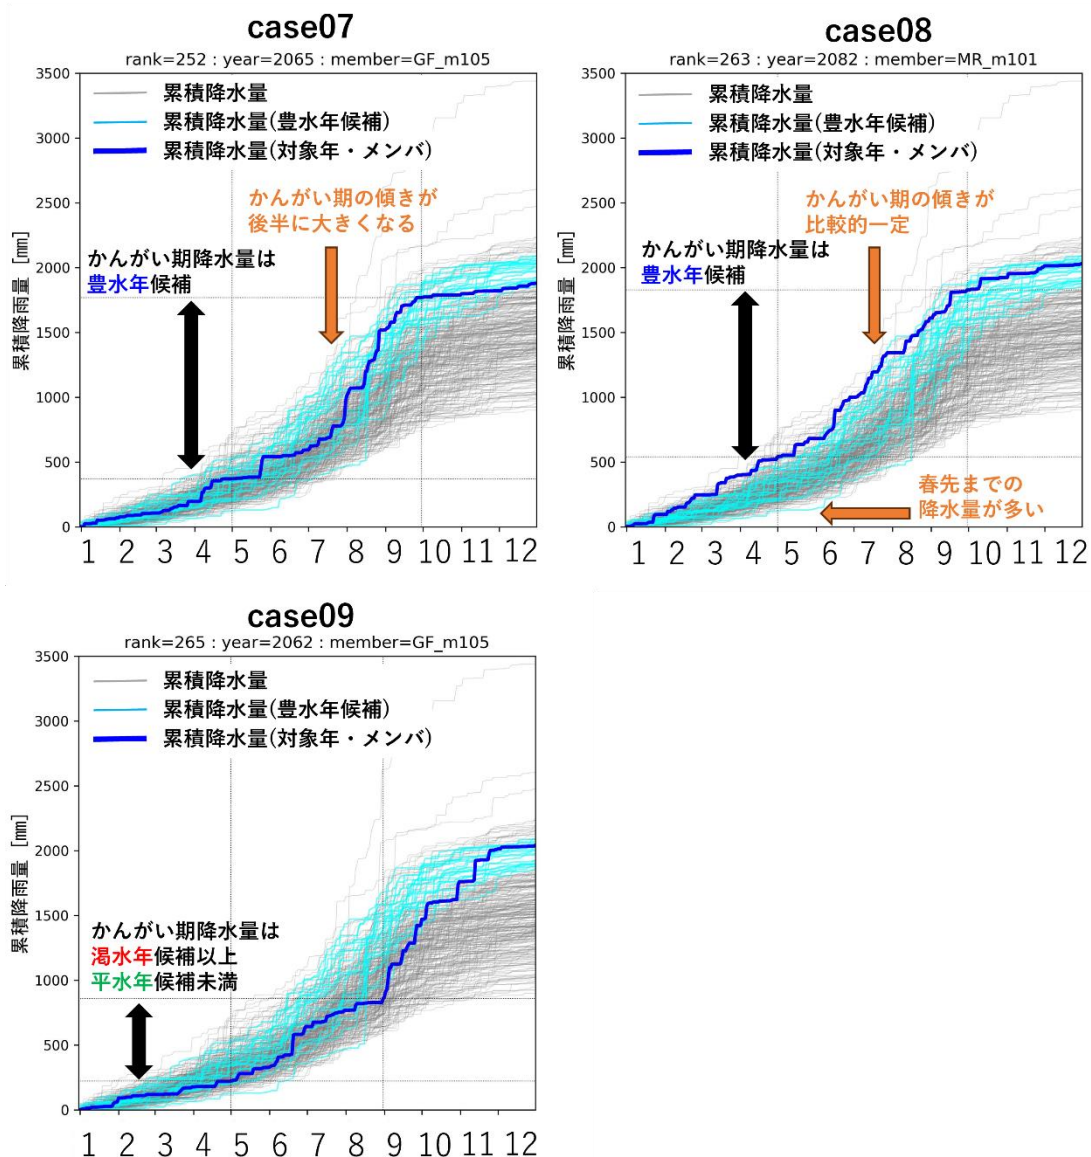 case07
rank=252 : year=2065 : member=GF_m105
3500
3000
2500
2000
1500
1000
500
0
累積降雨量 [mm]
累積降水量
累積降水量(豊水年候補)
累積降水量(対象年・メンバ)
かんがい期の傾きが
後半に大きくなる
かんがい期降水量は
豊水年候補
1 2 3 4 5 6 7 8 9 10 11 12
case08
rank=263 : year=2082 : member=MR_m101
3500
3000
2500
2000
1500
1000
500
0
累積降雨量 [mm]
累積降水量
累積降水量(豊水年候補)
累積降水量(対象年・メンバ)
かんがい期の傾きが
比較的一定
かんがい期降水量は
豊水年候補
春先までの
降水量が多い
1 2 3 4 5 6 7 8 9 10 11 12
case09
rank=265 : year=2062 : member=GF_m105
3500
3000
2500
2000
1500
1000
500
0
累積降雨量 [mm]
累積降水量
累積降水量(豊水年候補)
累積降水量(対象年・メンバ)
かんがい期降水量は
渇水年候補以上
平水年候補未満
1 2 3 4 5 6 7 8 9 10 11 12